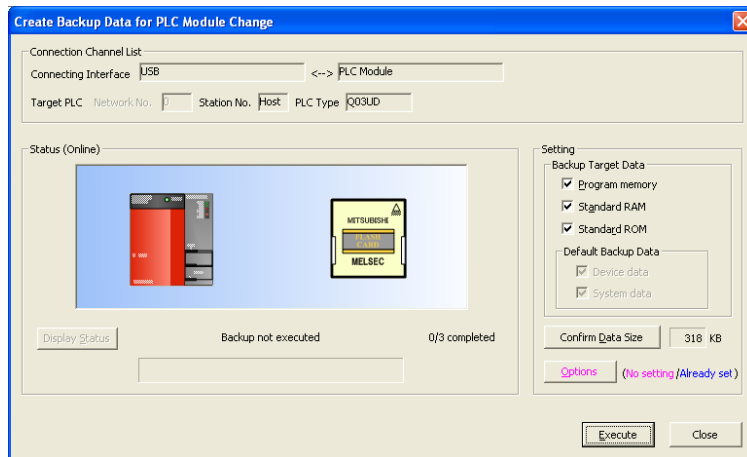 Create Backup Data for PLC Module Change
Connection Channel List
Connecting Interface USB <--> PLC Module
Target PLC Network No. 0 Station No. Host PLC Type Q03UD
Status (Online)
MITSUBISHI
FLASH
CARD
MELSEC
Display Status Backup not executed 0/3 completed
Setting
Backup Target Data
Program memory
Standard RAM
Standard ROM
Default Backup Data
Device data
System data
Confirm Data Size 318 KB
Options (No setting/Already set)
Execute Close